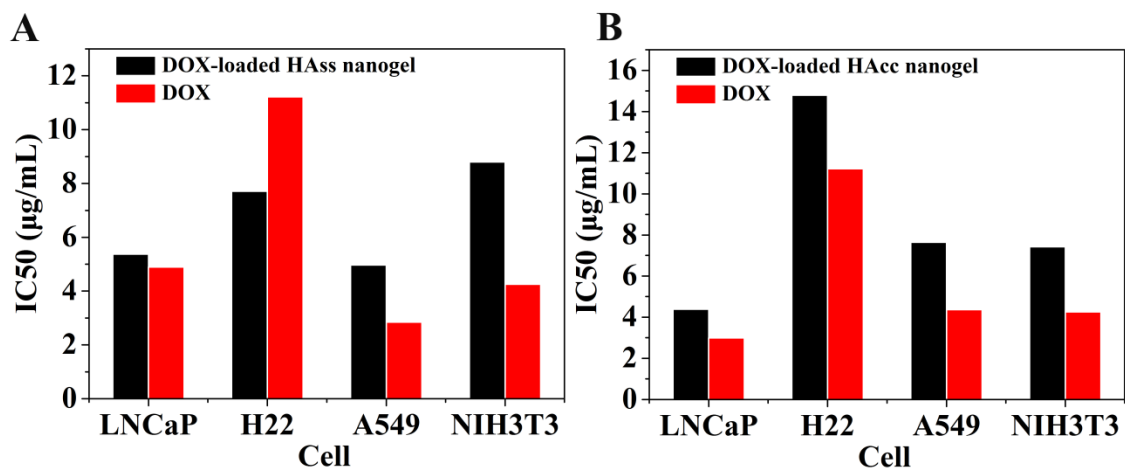 A
DOX-loaded HAss nanogel
DOX
IC50 (μg/mL)
12
10
8
6
4
2
0
LNCaP H22 A549 NIH3T3
Cell
B
DOX-loaded HAcc nanogel
DOX
IC50 (μg/mL)
16
14
12
10
8
6
4
2
0
LNCaP H22 A549 NIH3T3
Cell